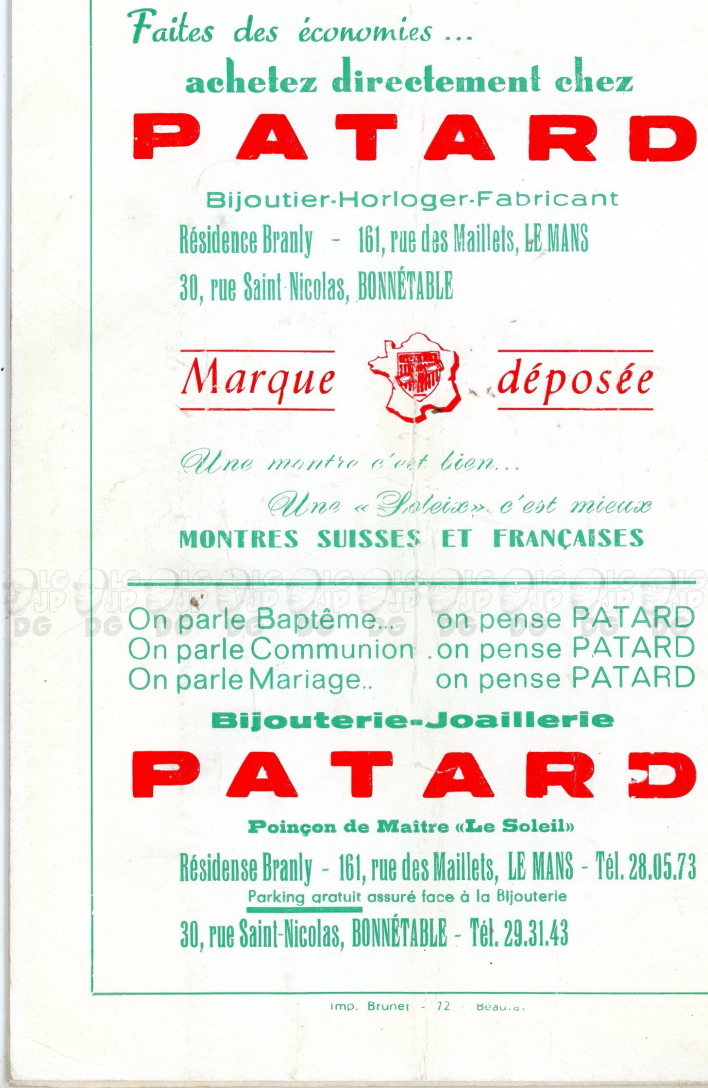 Faites des économies ...
achetez directement chez
PATARD
Bijoutier-Horloger-Fabricant
Résidence Branly - 161, rue des Maillets, LE MANS
30, rue Saint-Nicolas, BONNÉTABLE
Marque déposée
Une montre c'est bien...
Une « Soleix» c'est mieux
MONTRES SUISSES ET FRANÇAISES
On parle Baptême... on pense PATARD
On parle Communion . on pense PATARD
On parle Mariage.. on pense PATARD
Bijouterie-Joaillerie
PATARD
Poinçon de Maître «Le Soleil»
Résidense Branly - 161, rue des Maillets, LE MANS - Tél. 28.05.73
Parking gratuit assuré face à la Bijouterie
30, rue Saint-Nicolas, BONNÉTABLE - Tél. 29.31.43
Imp. Brunet - 72 -